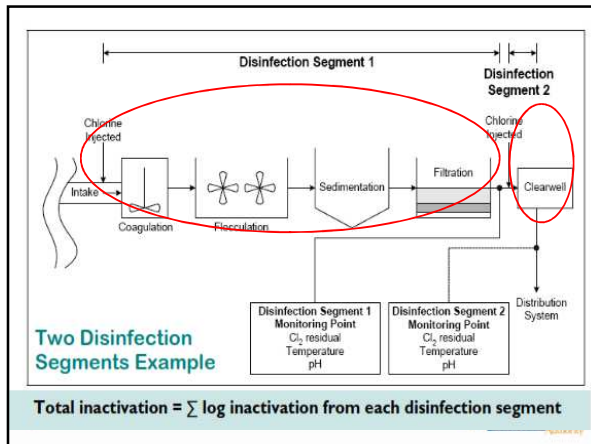 Disinfection Segment 1
Disinfection
Segment 2
Chlorine
Injected
Chlorine
Injected
Intake
Coagulation
Flocculation
Sedimentation
Filtration
Clearwell
Distribution
System
Disinfection Segment 1
Monitoring Point
Cl₂ residual
Temperature
pH
Disinfection Segment 2
Monitoring Point
Cl₂ residual
Temperature
pH
Two Disinfection
Segments Example
Total inactivation = ∑ log inactivation from each disinfection segment